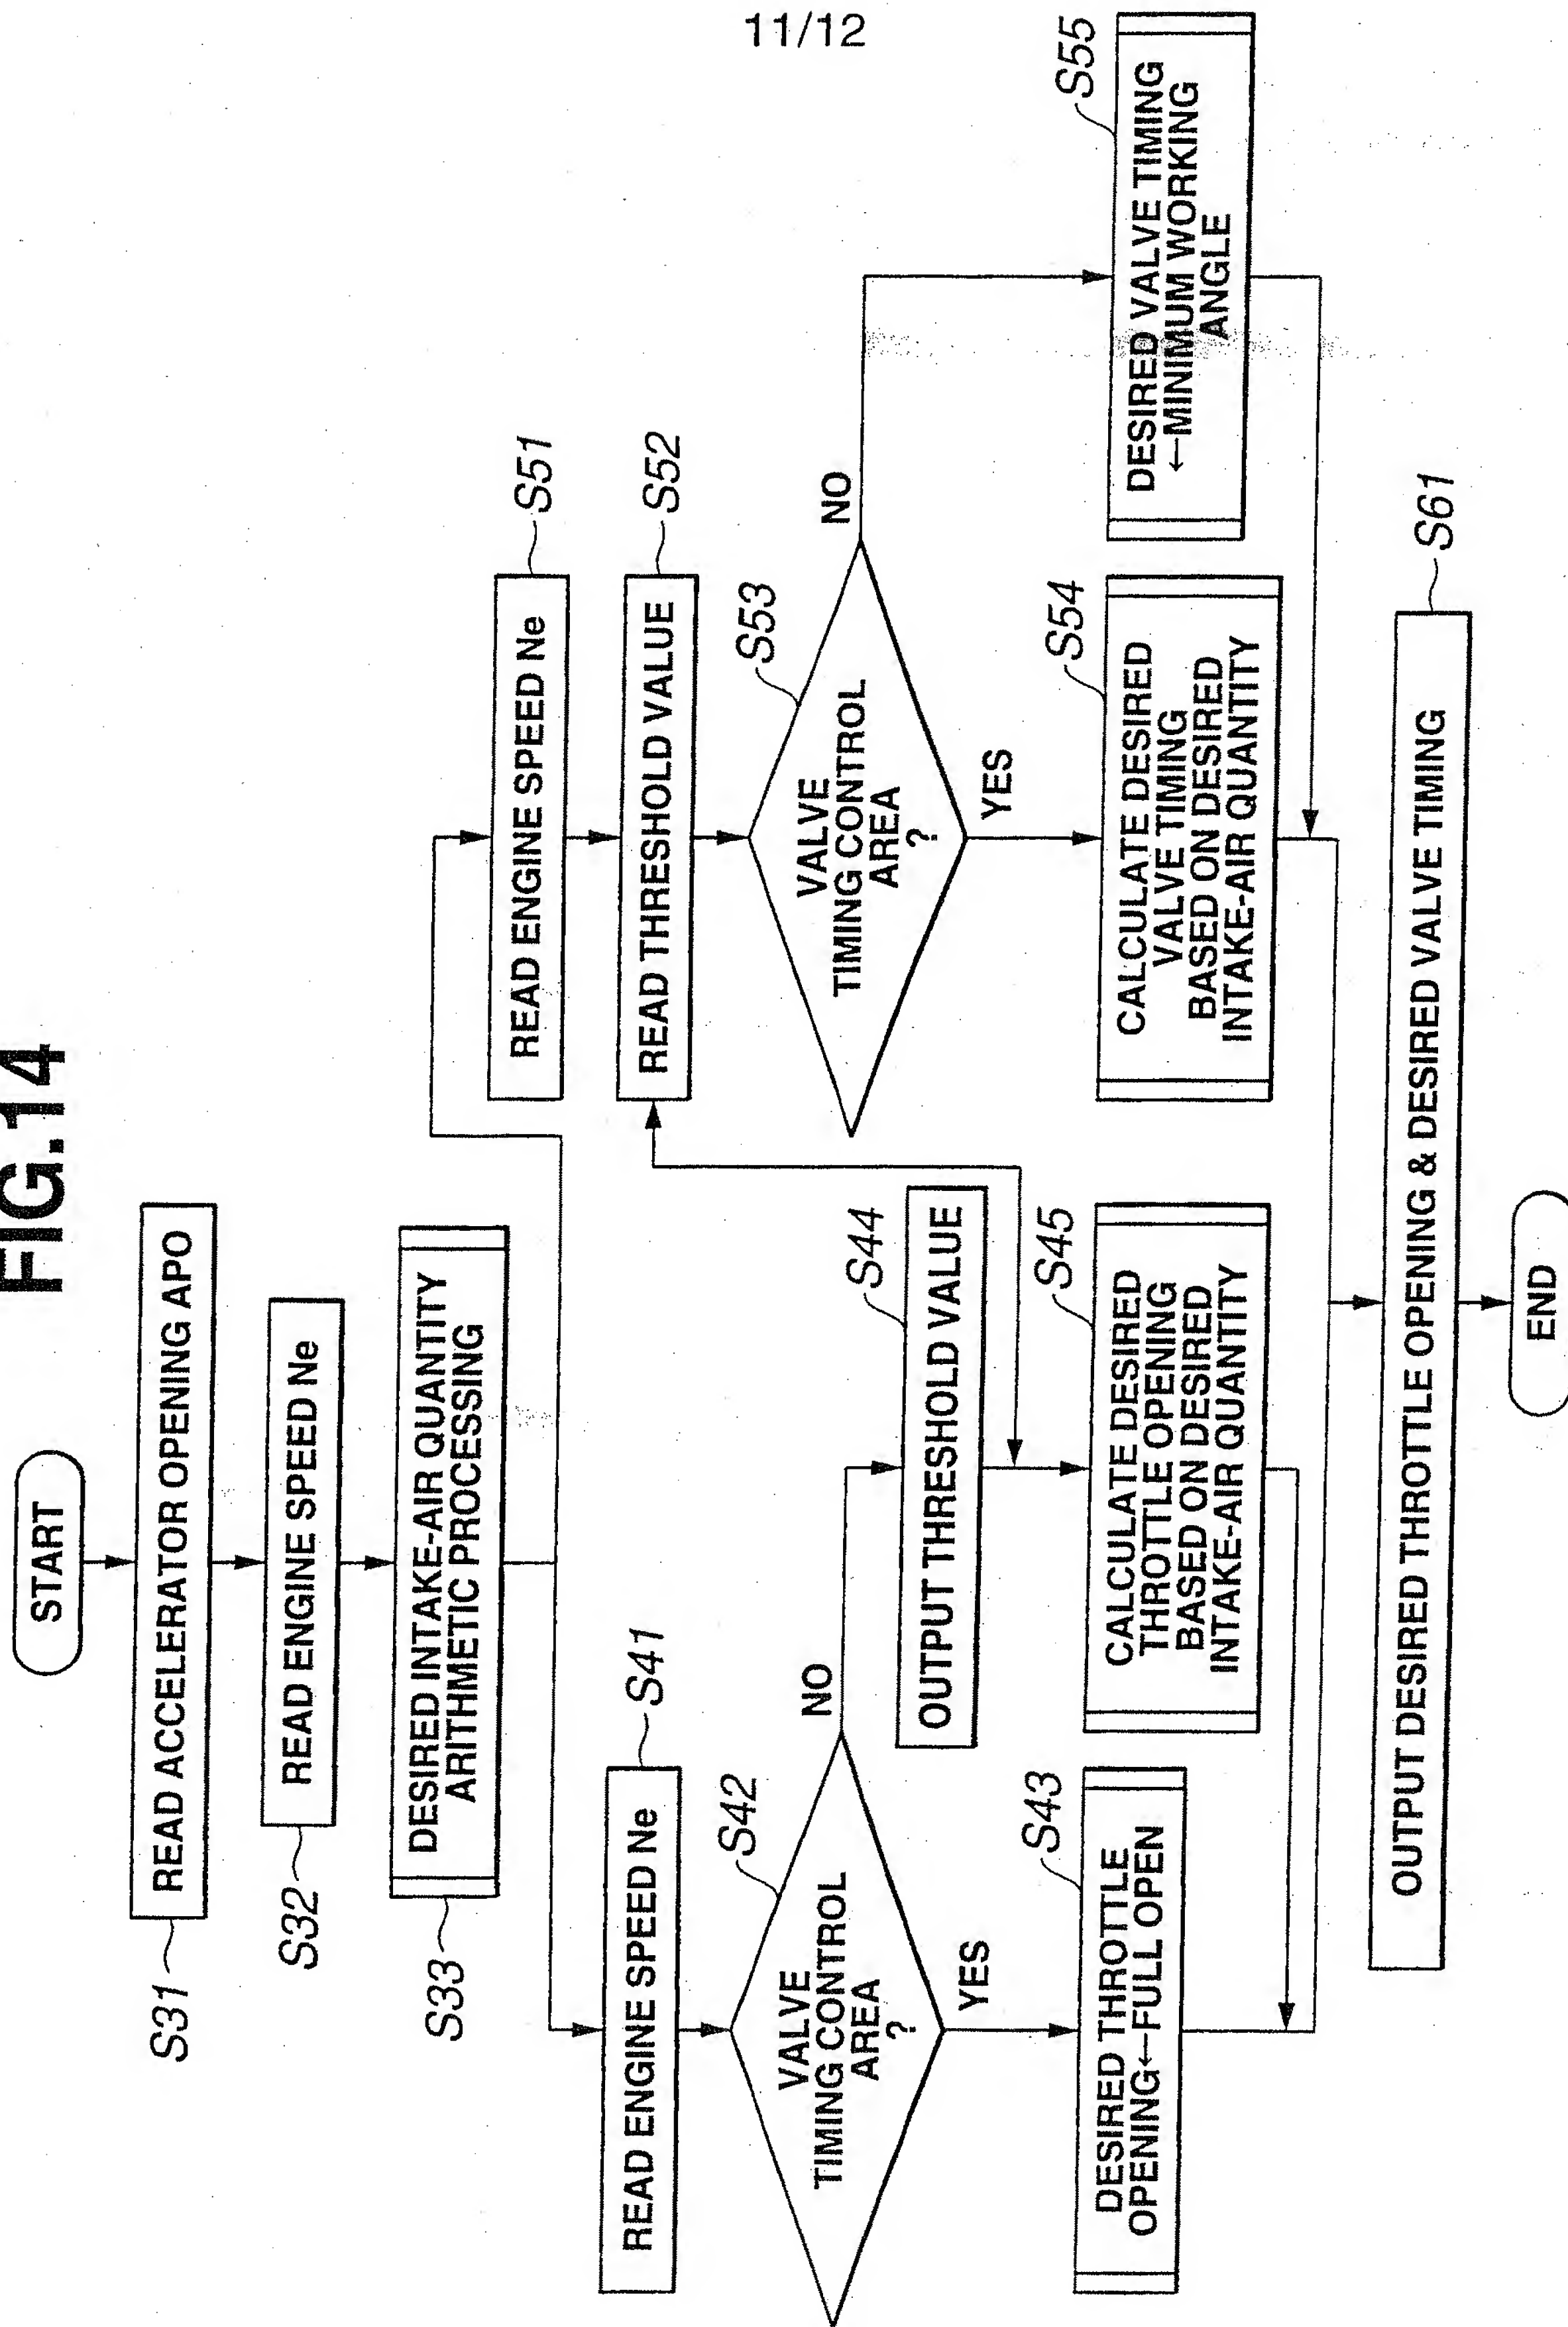 11/12
FIG.14
START
S31
READ ACCELERATOR OPENING APO
S32
READ ENGINE SPEED Ne
S33
DESIRED INTAKE-AIR QUANTITY
ARITHMETIC PROCESSING
READ ENGINE SPEED Ne
S41
VALVE
TIMING CONTROL
AREA
?
S42
NO
YES
DESIRED THROTTLE
OPENING←FULL OPEN
S43
OUTPUT THRESHOLD VALUE
S44
CALCULATE DESIRED
THROTTLE OPENING
BASED ON DESIRED
INTAKE-AIR QUANTITY
S45
READ ENGINE SPEED Ne
S51
READ THRESHOLD VALUE
S52
VALVE
TIMING CONTROL
AREA
?
S53
NO
YES
CALCULATE DESIRED
VALVE TIMING
BASED ON DESIRED
INTAKE-AIR QUANTITY
S54
DESIRED VALVE TIMING
←MINIMUM WORKING
ANGLE
S55
OUTPUT DESIRED THROTTLE OPENING & DESIRED VALVE TIMING
S61
END